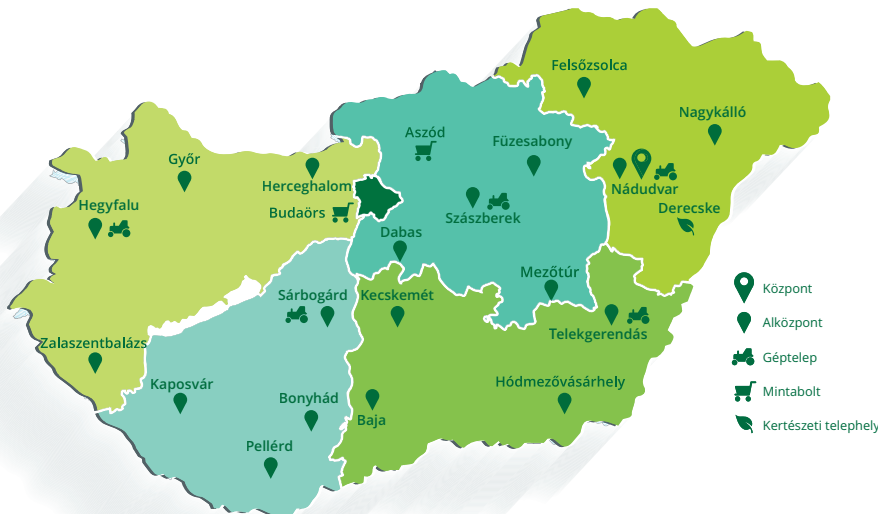 Felsőzsolca
Nagykálló
Aszód
Füzesabony
Győr
Herceghalom
Nádudvar
Hegyfalu
Budaörs
Szászberek
Derecske
Dabas
Mezőtúr
Központ
Sárbogárd
Kecskemét
Alközpont
Telekgerendás
Zalaszentbalázs
Géptelep
Kaposvár
Hódmezővásárhely
Mintabolt
Bonyhád
Baja
Kertészeti telephely
Pellérd